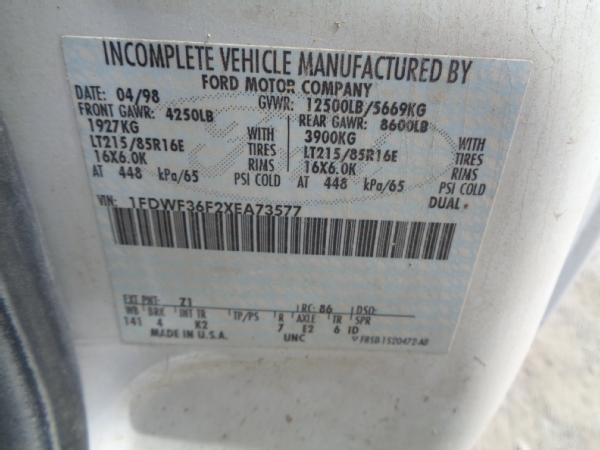 INCOMPLETE VEHICLE MANUFACTURED BY
FORD MOTOR COMPANY
DATE: 04/98 GVWR: 12500LB/5669KG
FRONT GAWR: 4250LB REAR GAWR: 8600LB
1927KG WITH 3900KG WITH
LT215/85R16E TIRES LT215/85R16E TIRES
16X6.0K RIMS 16X6.0K RIMS
AT 448 kPa/65 PSI COLD AT 448 kPa/65 PSI COLD
VIN: 1FDWF36F2XEA73577 DUAL
EXT PNT: Z1 RC: 86 DSO:
WB BRK INT TR TP/PS R AXLE TR SPR
141 4 K2 7 E2 6 ID
MADE IN U.S.A. UNC